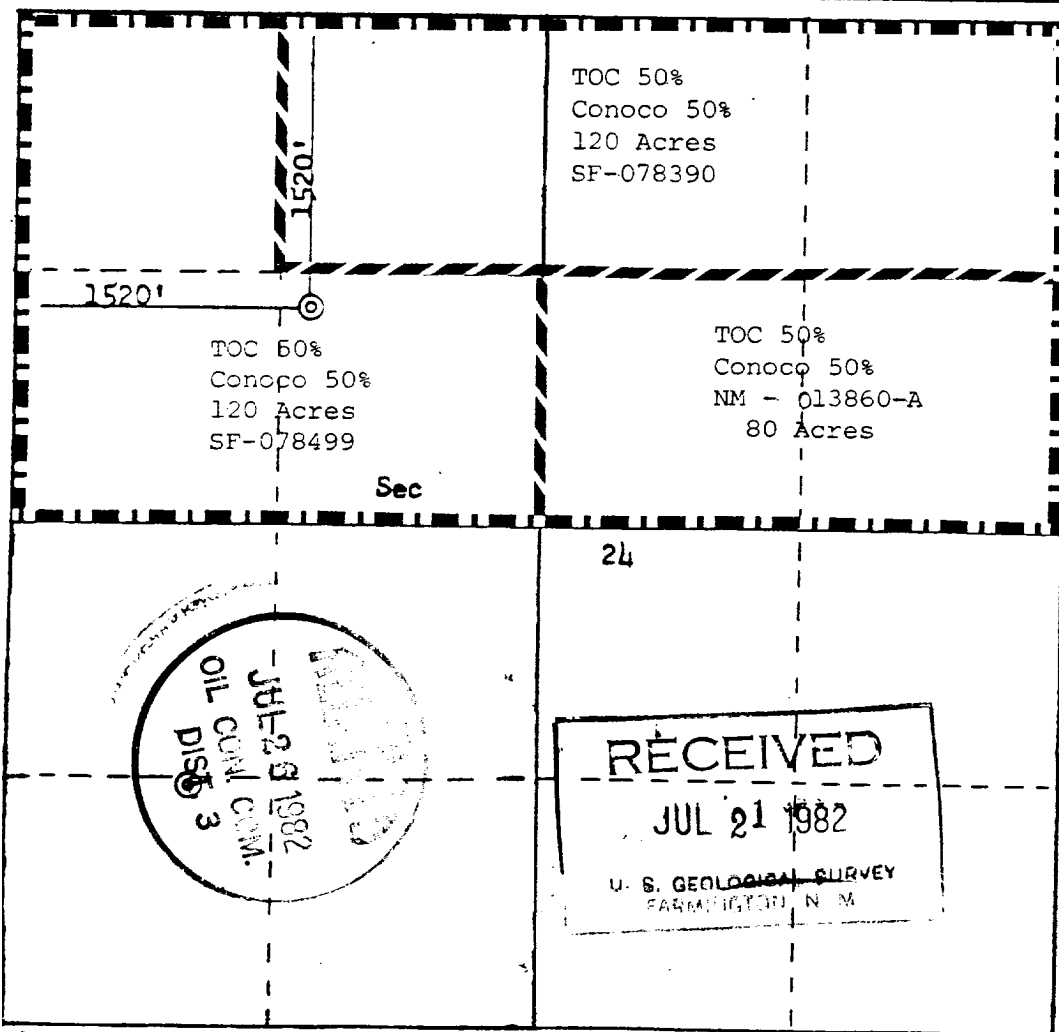 TOC 50%
Conoco 50%
120 Acres
SF-078390
1520'
1520'
TOC 50%
Conoco 50%
120 Acres
SF-078499
TOC 50%
Conoco 50%
NM - 013860-A
80 Acres
Sec
24
JUL 26 1982
OIL CON. COM.
DIST. 3
RECEIVED
JUL 21 1982
U. S. GEOLOGICAL SURVEY
FARMINGTON N M